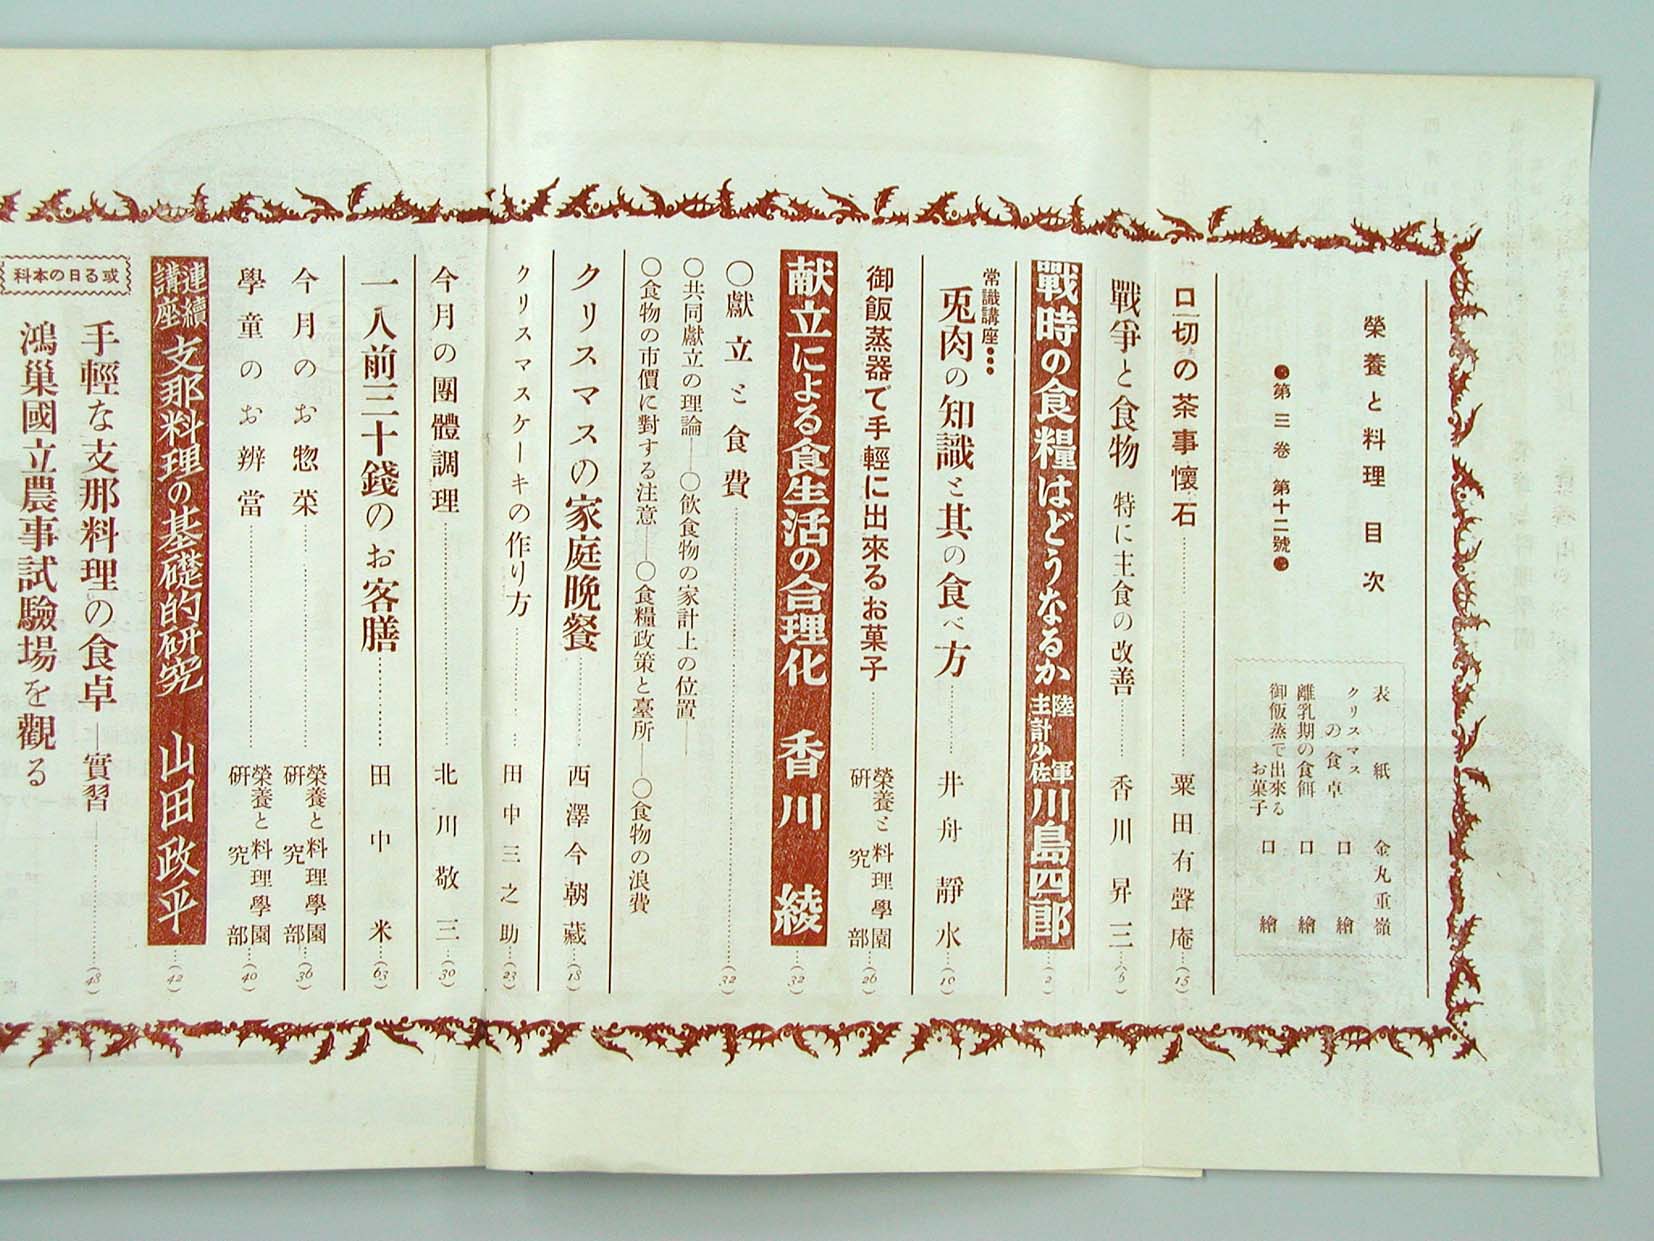 榮養と料理 目次
第三卷 第十二號
表紙 金丸重嶺
クリスマスの食卓 口繪
離乳期の食餌 口繪
御飯蒸で出來るお菓子 口繪
口切の茶事懐石 粟田有聲庵 (15)
戰爭と食物 特に主食の改善 香川昇三 (6)
戰時の食糧はどうなるか 陸軍主計少佐 川島四郎 (2)
常識講座
兎肉の知識と其の食べ方 井舟靜水 (10)
御飯蒸器で手輕に出來るお菓子 榮養と料理學園研究部 (26)
献立による食生活の合理化 香川綾 (32)
〇獻立と食費 (32)
〇共同獻立の理論―〇飲食物の家計上の位置―
〇食物の市價に對する注意―〇食糧政策と臺所―〇食物の浪費
クリスマスの家庭晩餐 西澤今朝藏 (18)
クリスマスケーキの作り方 田中三之助 (23)
今月の團體調理 北川敬三 (30)
一人前三十錢のお客膳 田中米 (63)
今月のお惣菜 榮養と料理學園研究部 (36)
學童のお辨當 榮養と料理學園研究部 (40)
連續講座 支那料理の基礎的研究 山田政平 (42)
手輕な支那料理の食卓―實習 (48)
鴻巢國立農事試驗場を觀る
或る日の本科